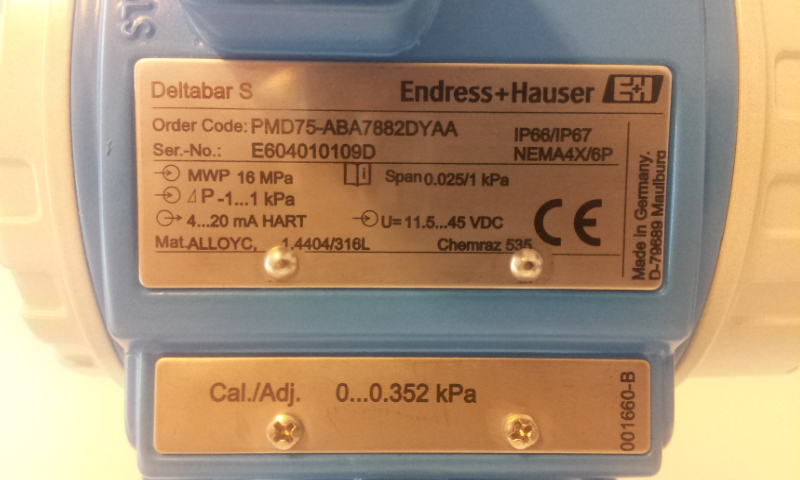 ST
Deltabar S
Endress+Hauser E+H
Order Code: PMD75-ABA7882DYAA
IP66/IP67
Ser.-No.: E604010109D
NEMA4X/6P
MWP 16 MPa
Span 0.025/1 kPa
⊿P -1...1 kPa
4...20 mA HART
U= 11.5...45 VDC
CE
Mat. ALLOYC, 1.4404/316L
Chemraz 535
Made in Germany.
D-79689 Maulburg
Cal./Adj. 0...0.352 kPa
001660-B